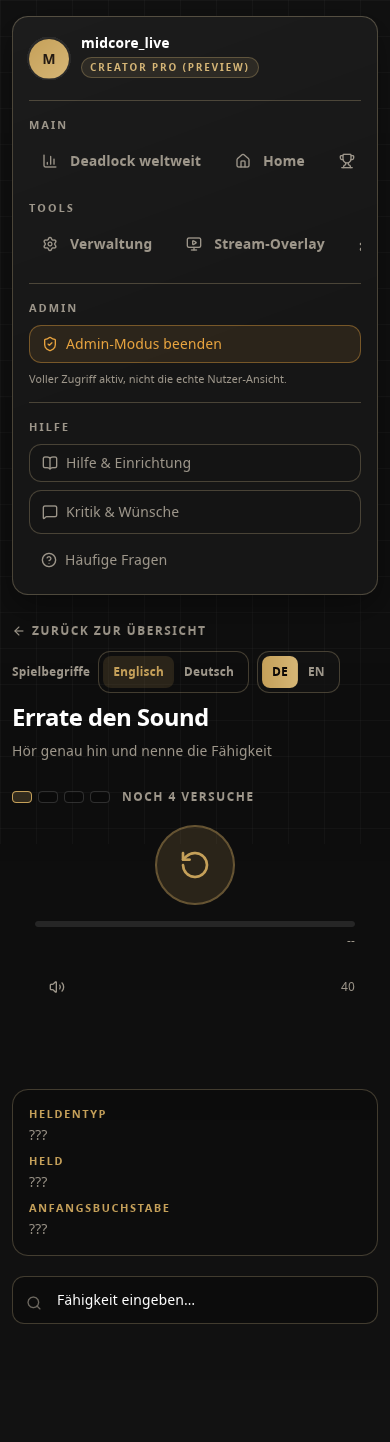 M
midcore_live
CREATOR PRO (PREVIEW)
MAIN
Deadlock weltweit
Home
TOOLS
Verwaltung
Stream-Overlay
ADMIN
Admin-Modus beenden
Voller Zugriff aktiv, nicht die echte Nutzer-Ansicht.
HILFE
Hilfe & Einrichtung
Kritik & Wünsche
Häufige Fragen
ZURÜCK ZUR ÜBERSICHT
Spielbegriffe Englisch Deutsch DE EN
Errate den Sound
Hör genau hin und nenne die Fähigkeit
NOCH 4 VERSUCHE
--
40
HELDENTYP
???
HELD
???
ANFANGSBUCHSTABE
???
Fähigkeit eingeben...